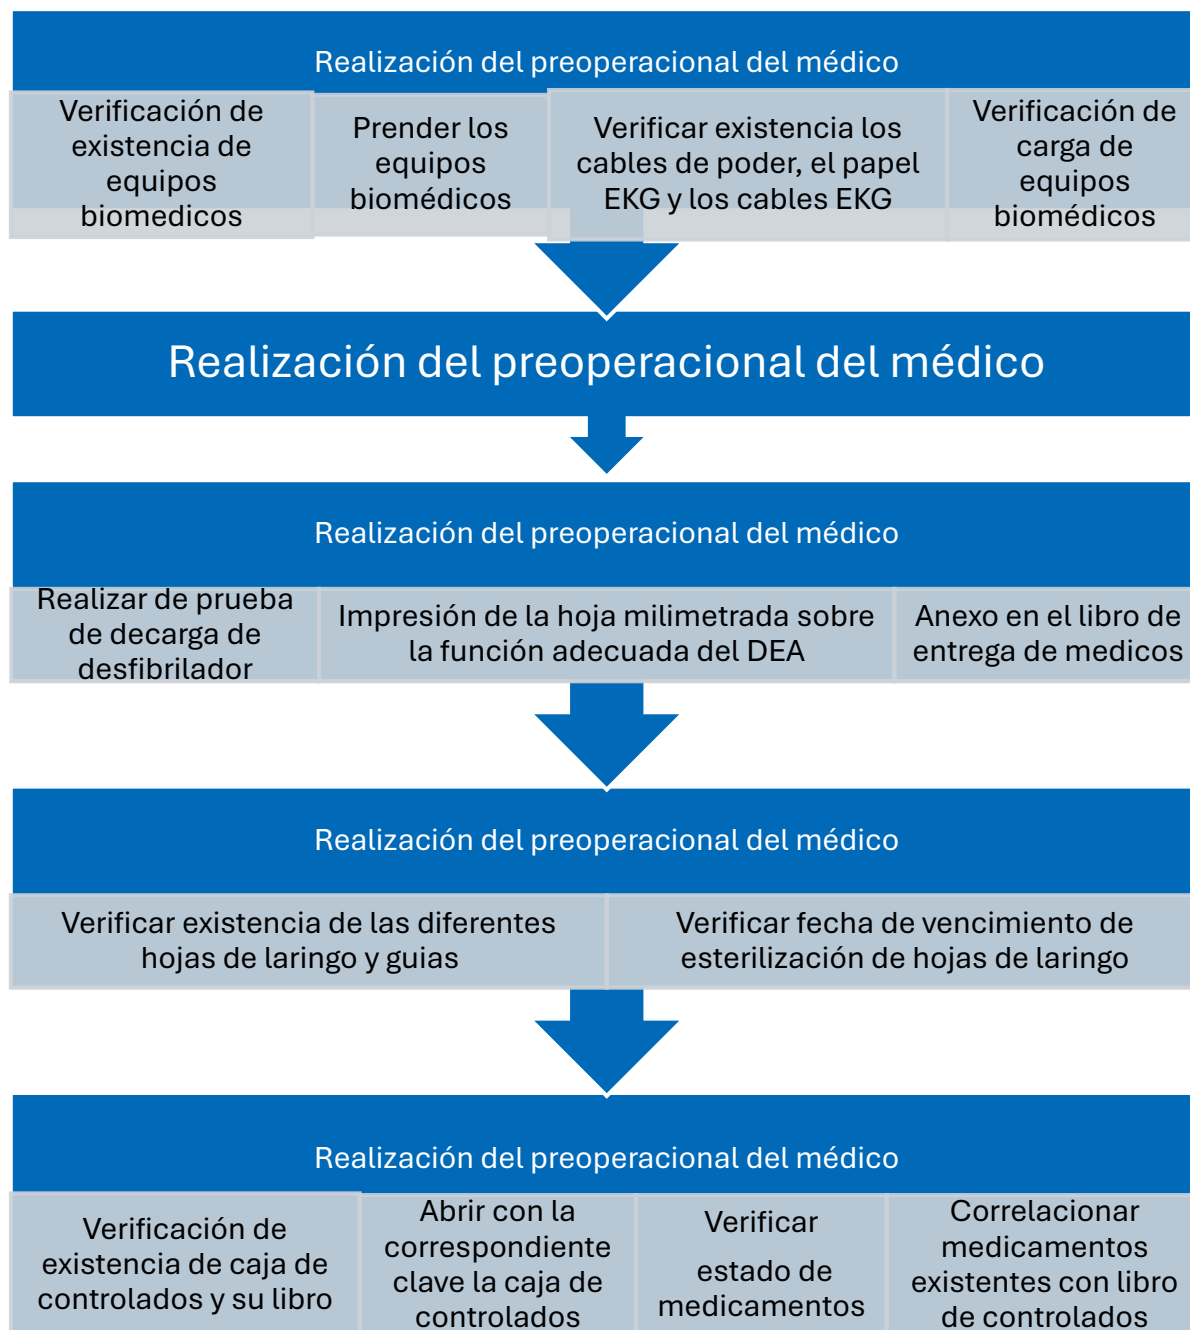 Realización del preoperacional del médico
Verificación de
existencia de
equipos
biomedicos
Prender los
equipos
biomédicos
Verificar existencia los
cables de poder, el papel
EKG y los cables EKG
Verificación de
carga de
equipos
biomédicos
Realización del preoperacional del médico
Realización del preoperacional del médico
Realizar de prueba
de decarga de
desfibrilador
Impresión de la hoja milimetrada sobre
la función adecuada del DEA
Anexo en el libro de
entrega de medicos
Realización del preoperacional del médico
Verificar existencia de las diferentes
hojas de laringo y guias
Verificar fecha de vencimiento de
esterilización de hojas de laringo
Realización del preoperacional del médico
Verificación de
existencia de caja de
controlados y su libro
Abrir con la
correspondiente
clave la caja de
controlados
Verificar
estado de
medicamentos
Correlacionar
medicamentos
existentes con libro
de controlados